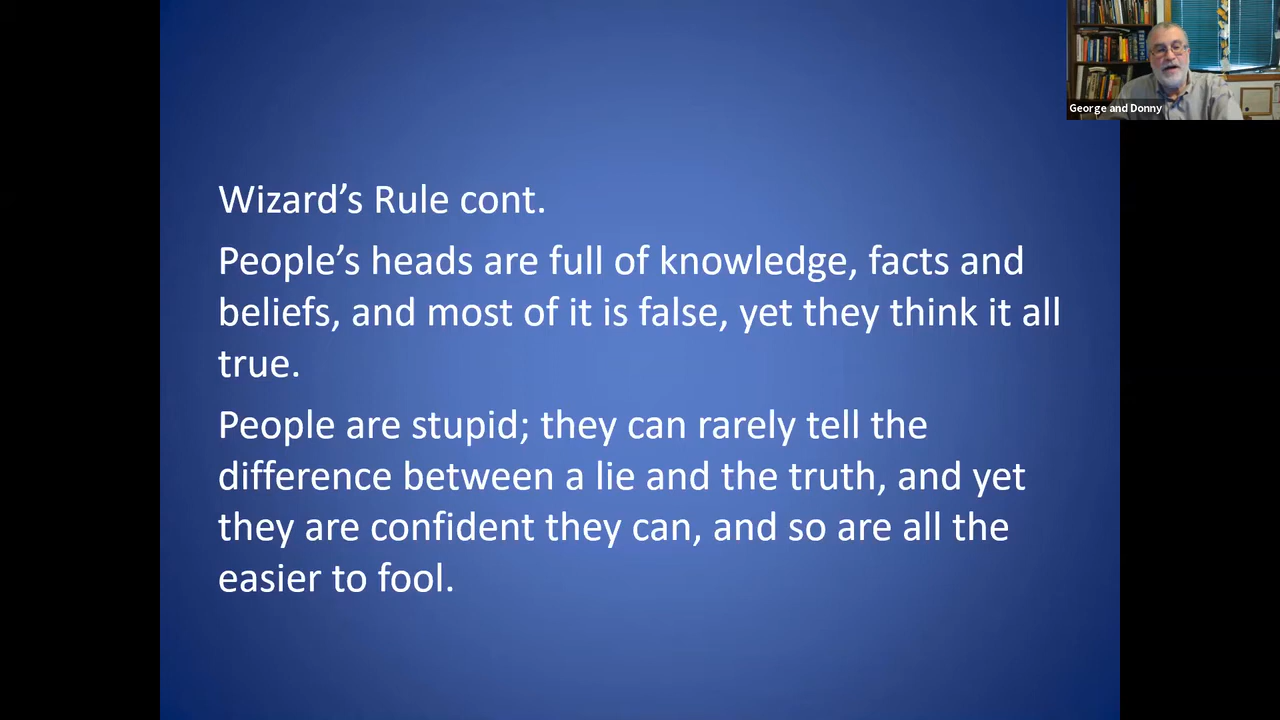 George and Donny
Wizard’s Rule cont.
People’s heads are full of knowledge, facts and
beliefs, and most of it is false, yet they think it all
true.
People are stupid; they can rarely tell the
difference between a lie and the truth, and yet
they are confident they can, and so are all the
easier to fool.